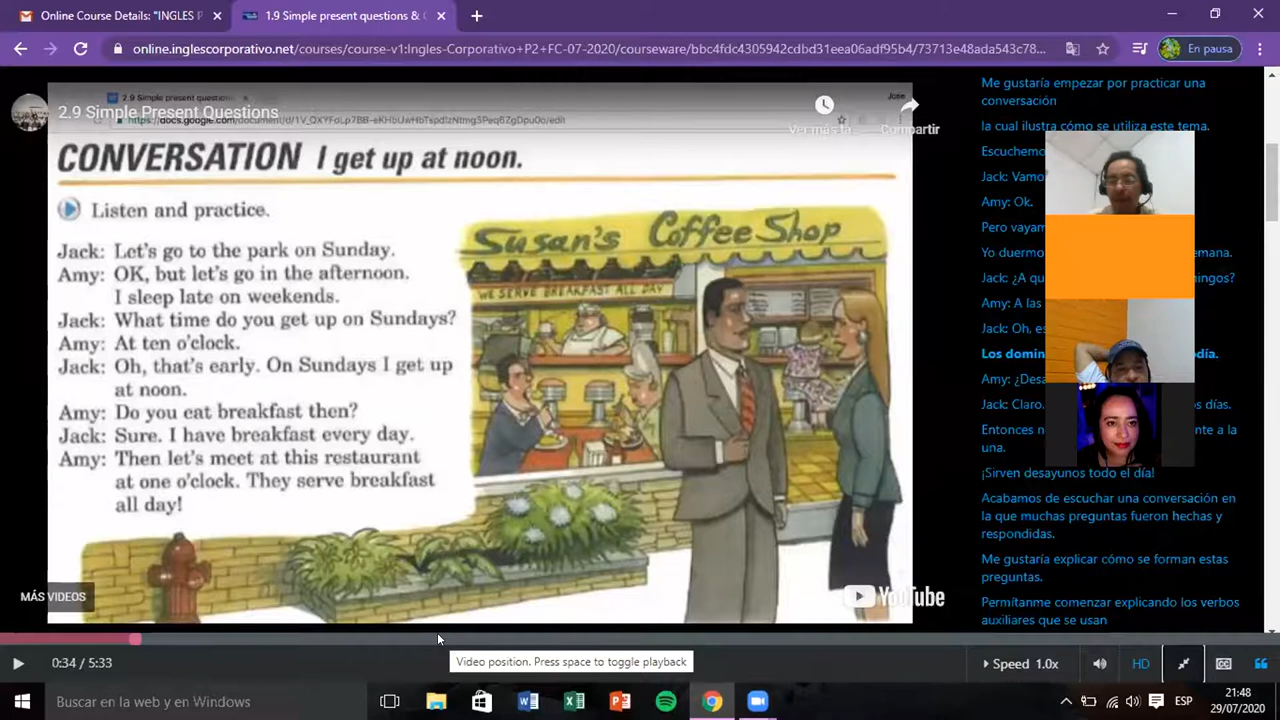 Online Course Details: "INGLES P
1.9 Simple present questions & C
online.inglescorporativo.net/courses/course-v1:Ingles-Corporativo+P2+FC-07-2020/courseware/bbc4fdc4305942cdbd31eea06adf95b4/73713e48ada543c78...
En pausa
2.9 Simple Present questions
2.9 Simple Present Questions
Jose
Ver más ta
Compartir
CONVERSATION I get up at noon.
Listen and practice.
Jack: Let's go to the park on Sunday.
Amy: OK, but let's go in the afternoon.
I sleep late on weekends.
Jack: What time do you get up on Sundays?
Amy: At ten o'clock.
Jack: Oh, that's early. On Sundays I get up
at noon.
Amy: Do you eat breakfast then?
Jack: Sure. I have breakfast every day.
Amy: Then let's meet at this restaurant
at one o'clock. They serve breakfast
all day!
Susan's Coffee Shop
WE SERVE BREAKFAST ALL DAY
MÁS VIDEOS
YouTube
Me gustaría empezar por practicar una
conversación
la cual ilustra cómo se utiliza este tema.
Escuchemo
Jack: Vamo
Amy: Ok.
Pero vayam
Yo duermo emana.
Jack: ¿A qu omingos?
Amy: A las
Jack: Oh, es
Los domin día.
Amy: ¿Desa
Jack: Claro. os días.
Entonces n nte a la
una.
¡Sirven desayunos todo el día!
Acabamos de escuchar una conversación en
la que muchas preguntas fueron hechas y
respondidas.
Me gustaría explicar cómo se forman estas
preguntas.
Permítanme comenzar explicando los verbos
auxiliares que se usan
Video position. Press space to toggle playback
0:34 / 5:33
Speed 1.0x
HD
Buscar en la web y en Windows
ESP
21:48
29/07/2020